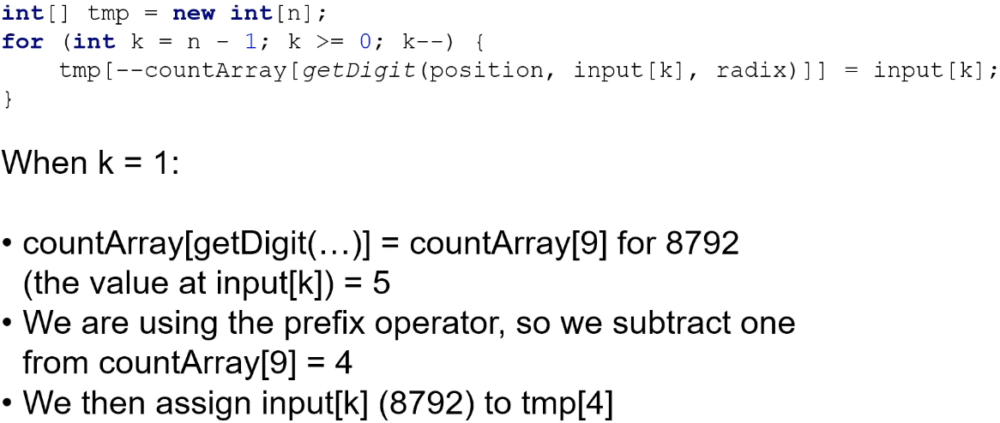 int[] tmp = new int[n];
for (int k = n - 1; k >= 0; k--) {
    tmp[--countArray[getDigit(position, input[k], radix)]] = input[k];
}
When k = 1:
• countArray[getDigit(…)] = countArray[9] for 8792
(the value at input[k]) = 5
• We are using the prefix operator, so we subtract one
from countArray[9] = 4
• We then assign input[k] (8792) to tmp[4]